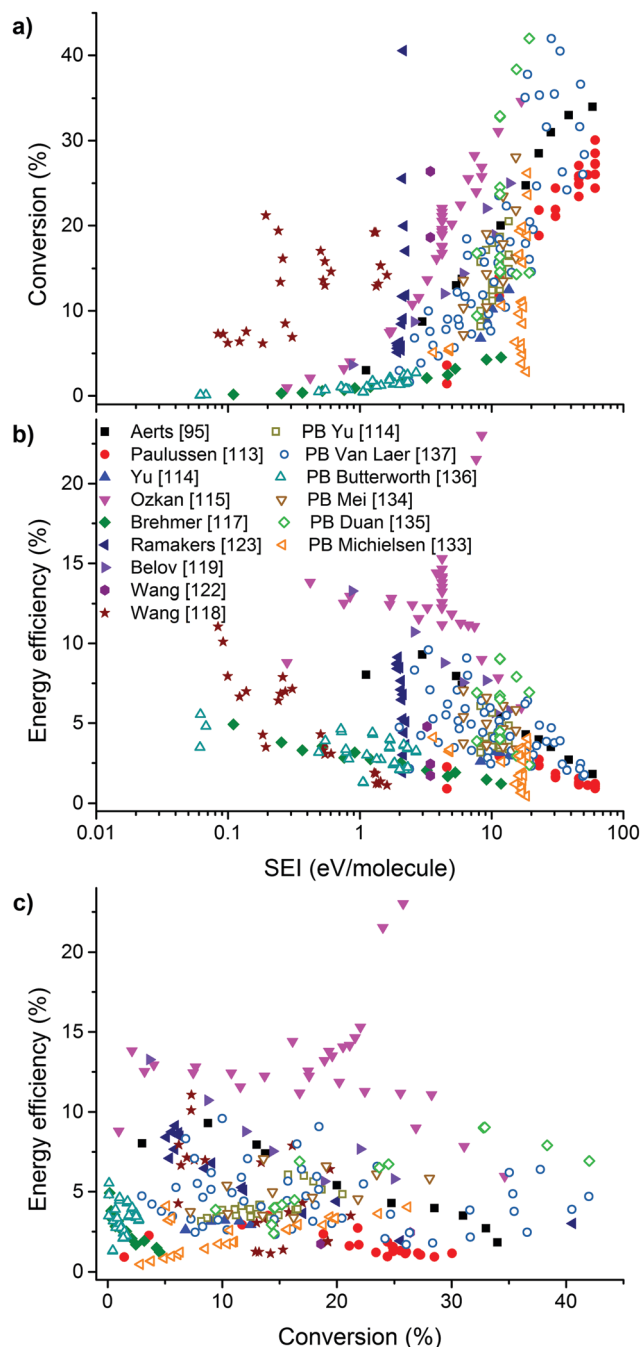 a)
40
30
20
10
0
Conversion (%)
b)
Aerts [95]
Paulussen [113]
Yu [114]
Ozkan [115]
Brehmer [117]
Ramakers [123]
Belov [119]
Wang [122]
Wang [118]
PB Yu [114]
PB Van Laer [137]
PB Butterworth [136]
PB Mei [134]
PB Duan [135]
PB Michielsen [133]
20
15
10
5
0
Energy efficiency (%)
0.01 0.1 1 10 100
SEI (eV/molecule)
c)
20
15
10
5
0
Energy efficiency (%)
0 10 20 30 40
Conversion (%)